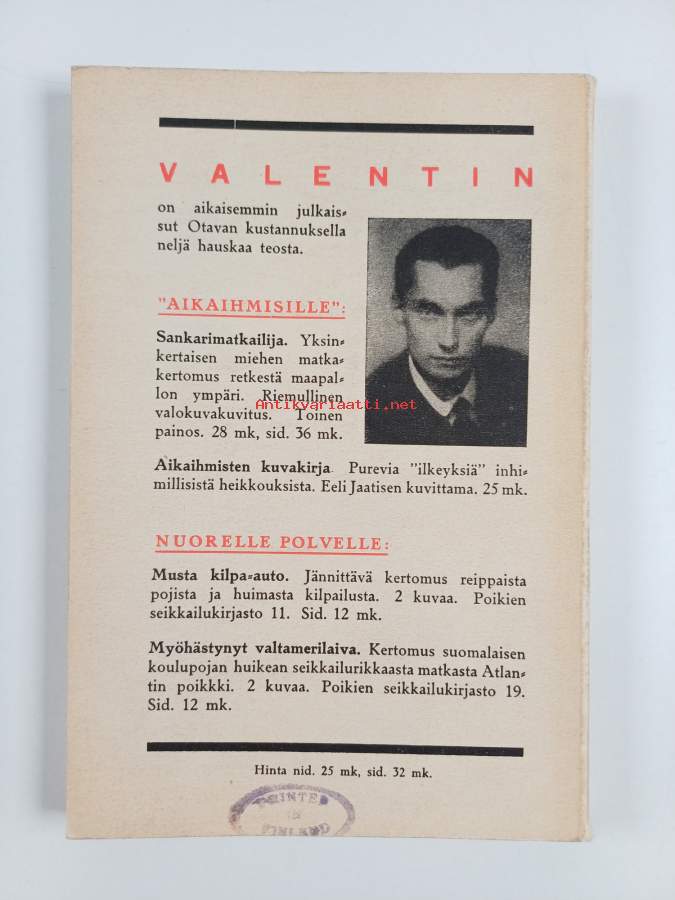 VALENTIN
on aikaisemmin julkais=
sut Otavan kustannuksella
neljä hauskaa teosta.
"AIKAIHMISILLE":
Sankarimatkailija. Yksin=
kertaisen miehen matka=
kertomus retkestä maapal=
lon ympäri. Riemullinen
valokuvakuvitus. Toinen
painos. 28 mk, sid. 36 mk.
Antikvariaatti.net
Aikaihmisten kuvakirja. Purevia "ilkeyksiä" inhi=
millisistä heikkouksista. Eeli Jaatisen kuvittama. 25 mk.
NUORELLE POLVELLE:
Musta kilpa=auto. Jännittävä kertomus reippaista
pojista ja huimasta kilpailusta. 2 kuvaa. Poikien
seikkailukirjasto 11. Sid. 12 mk.
Myöhästynyt valtamerilaiva. Kertomus suomalaisen
koulupojan huikean seikkailurikkaasta matkasta Atlan=
tin poikkki. 2 kuvaa. Poikien seikkailukirjasto 19.
Sid. 12 mk.
Hinta nid. 25 mk, sid. 32 mk.
PRINTED
IN